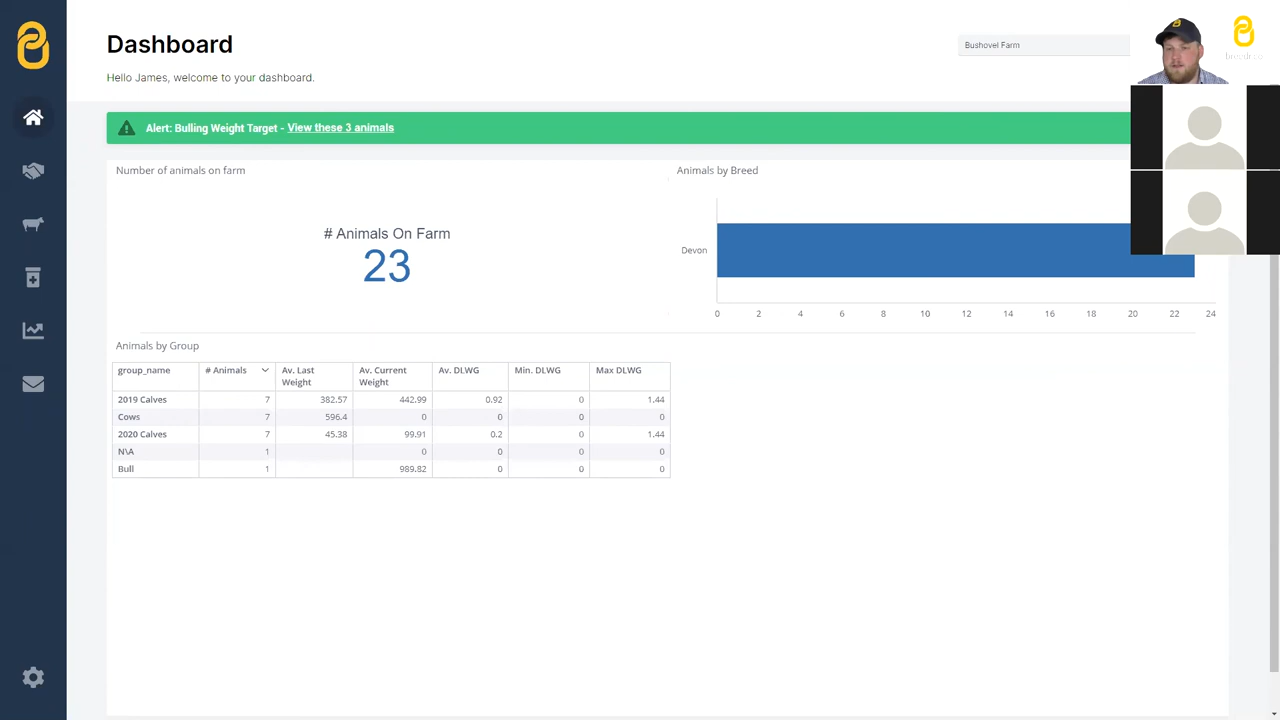 Dashboard
Bushovel Farm
Hello James, welcome to your dashboard.
Alert: Bulling Weight Target - View these 3 animals
Number of animals on farm
# Animals On Farm
23
Animals by Breed
Devon
0 2 4 6 8 10 12 14 16 18 20 22 24
Animals by Group
group_name # Animals Av. Last Weight Av. Current Weight Av. DLWG Min. DLWG Max DLWG
2019 Calves 7 382.57 442.99 0.92 0 1.44
Cows 7 596.4 0 0 0 0
2020 Calves 7 45.38 99.91 0.2 0 1.44
N\A 1 0 0 0 0
Bull 1 989.82 0 0 0